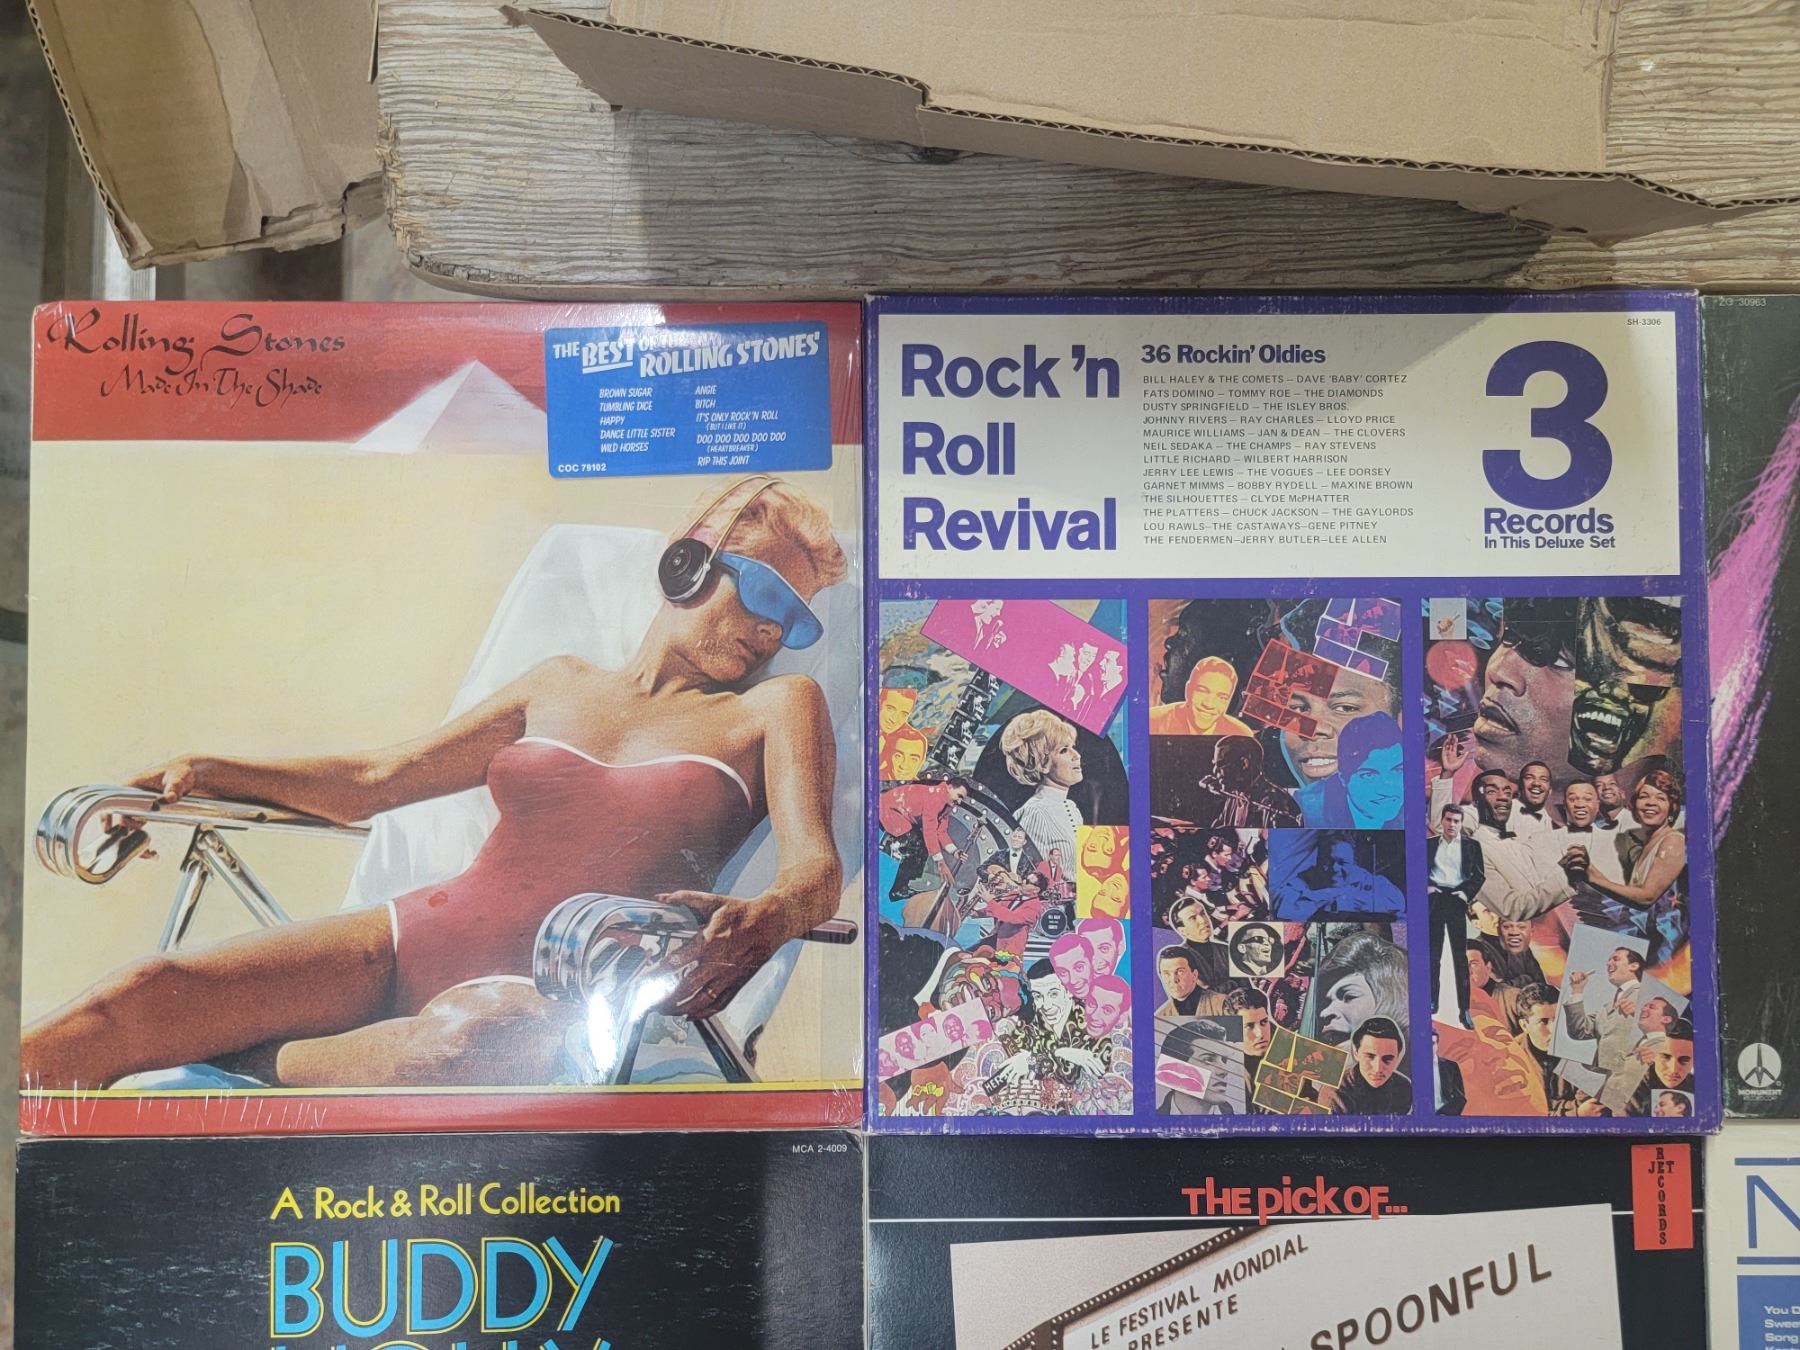 Rolling Stones
Made In The Shade
THE BEST OF THE
ROLLING STONES
BROWN SUGAR
TUMBLING DICE
HAPPY
DANCE LITTLE SISTER
WILD HORSES
ANGIE
BITCH
IT'S ONLY ROCK'N ROLL
(BUT I LIKE IT)
DOO DOO DOO DOO DOO
(HEARTBREAKER)
RIP THIS JOINT
COC 79102
SH-3306
Rock 'n
Roll
Revival
36 Rockin' Oldies
BILL HALEY & THE COMETS — DAVE 'BABY' CORTEZ
FATS DOMINO — TOMMY ROE — THE DIAMONDS
DUSTY SPRINGFIELD — THE ISLEY BROS.
JOHNNY RIVERS — RAY CHARLES — LLOYD PRICE
MAURICE WILLIAMS — JAN & DEAN — THE CLOVERS
NEIL SEDAKA — THE CHAMPS — RAY STEVENS
LITTLE RICHARD — WILBERT HARRISON
JERRY LEE LEWIS — THE VOGUES — LEE DORSEY
GARNET MIMMS — BOBBY RYDELL — MAXINE BROWN
THE SILHOUETTES — CLYDE McPHATTER
THE PLATTERS — CHUCK JACKSON — THE GAYLORDS
LOU RAWLS—THE CASTAWAYS—GENE PITNEY
THE FENDERMEN—JERRY BUTLER—LEE ALLEN
3
Records
In This Deluxe Set
ZG 30963
MONUMENT
MCA 2-4009
A Rock & Roll Collection
BUDDY
HOLLY
THE pick OF...
JET
RECORDS
LE FESTIVAL MONDIAL
PRESENTE
SPOONFUL
N
You
Sweet
Song